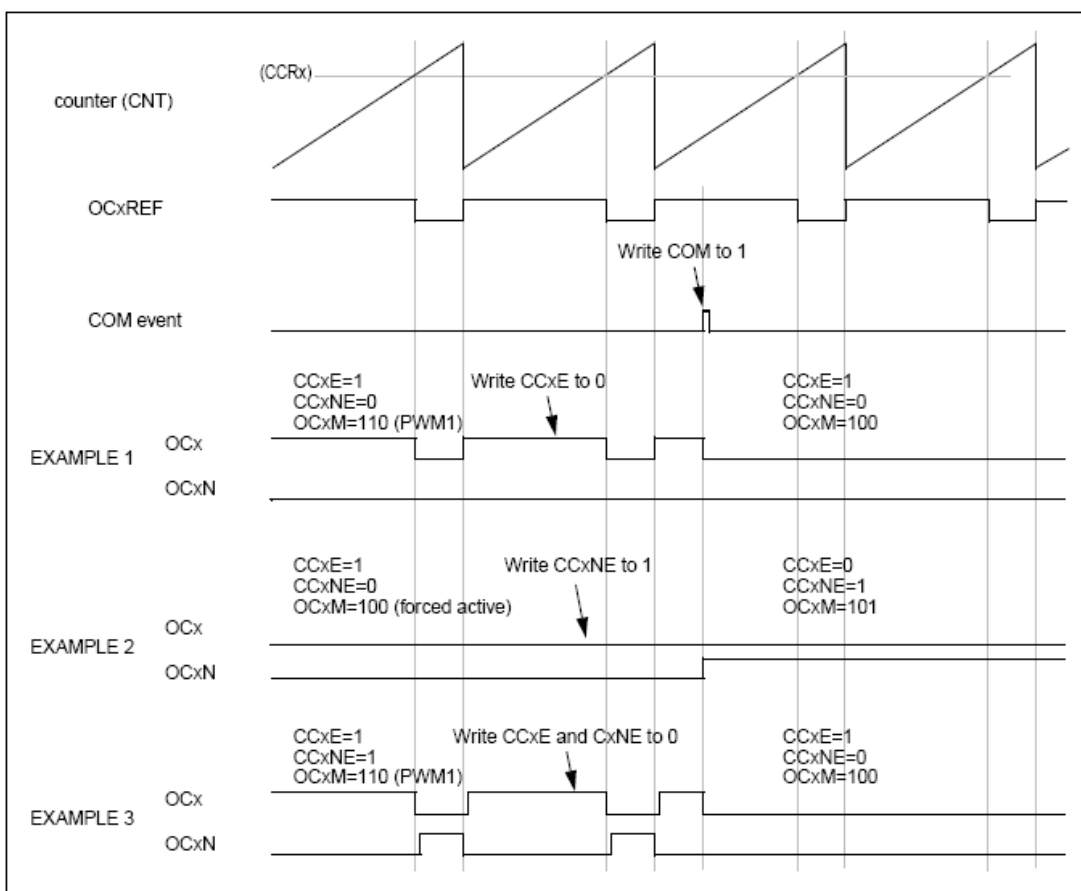 (CCRx)
counter (CNT)
OCxREF
Write COM to 1
COM event
CCxE=1
CCxNE=0
OCxM=110 (PWM1)
Write CCxE to 0
CCxE=1
CCxNE=0
OCxM=100
EXAMPLE 1
OCx
OCxN
CCxE=1
CCxNE=0
OCxM=100 (forced active)
Write CCxNE to 1
CCxE=0
CCxNE=1
OCxM=101
EXAMPLE 2
OCx
OCxN
CCxE=1
CCxNE=1
OCxM=110 (PWM1)
Write CCxE and CxNE to 0
CCxE=1
CCxNE=0
OCxM=100
EXAMPLE 3
OCx
OCxN